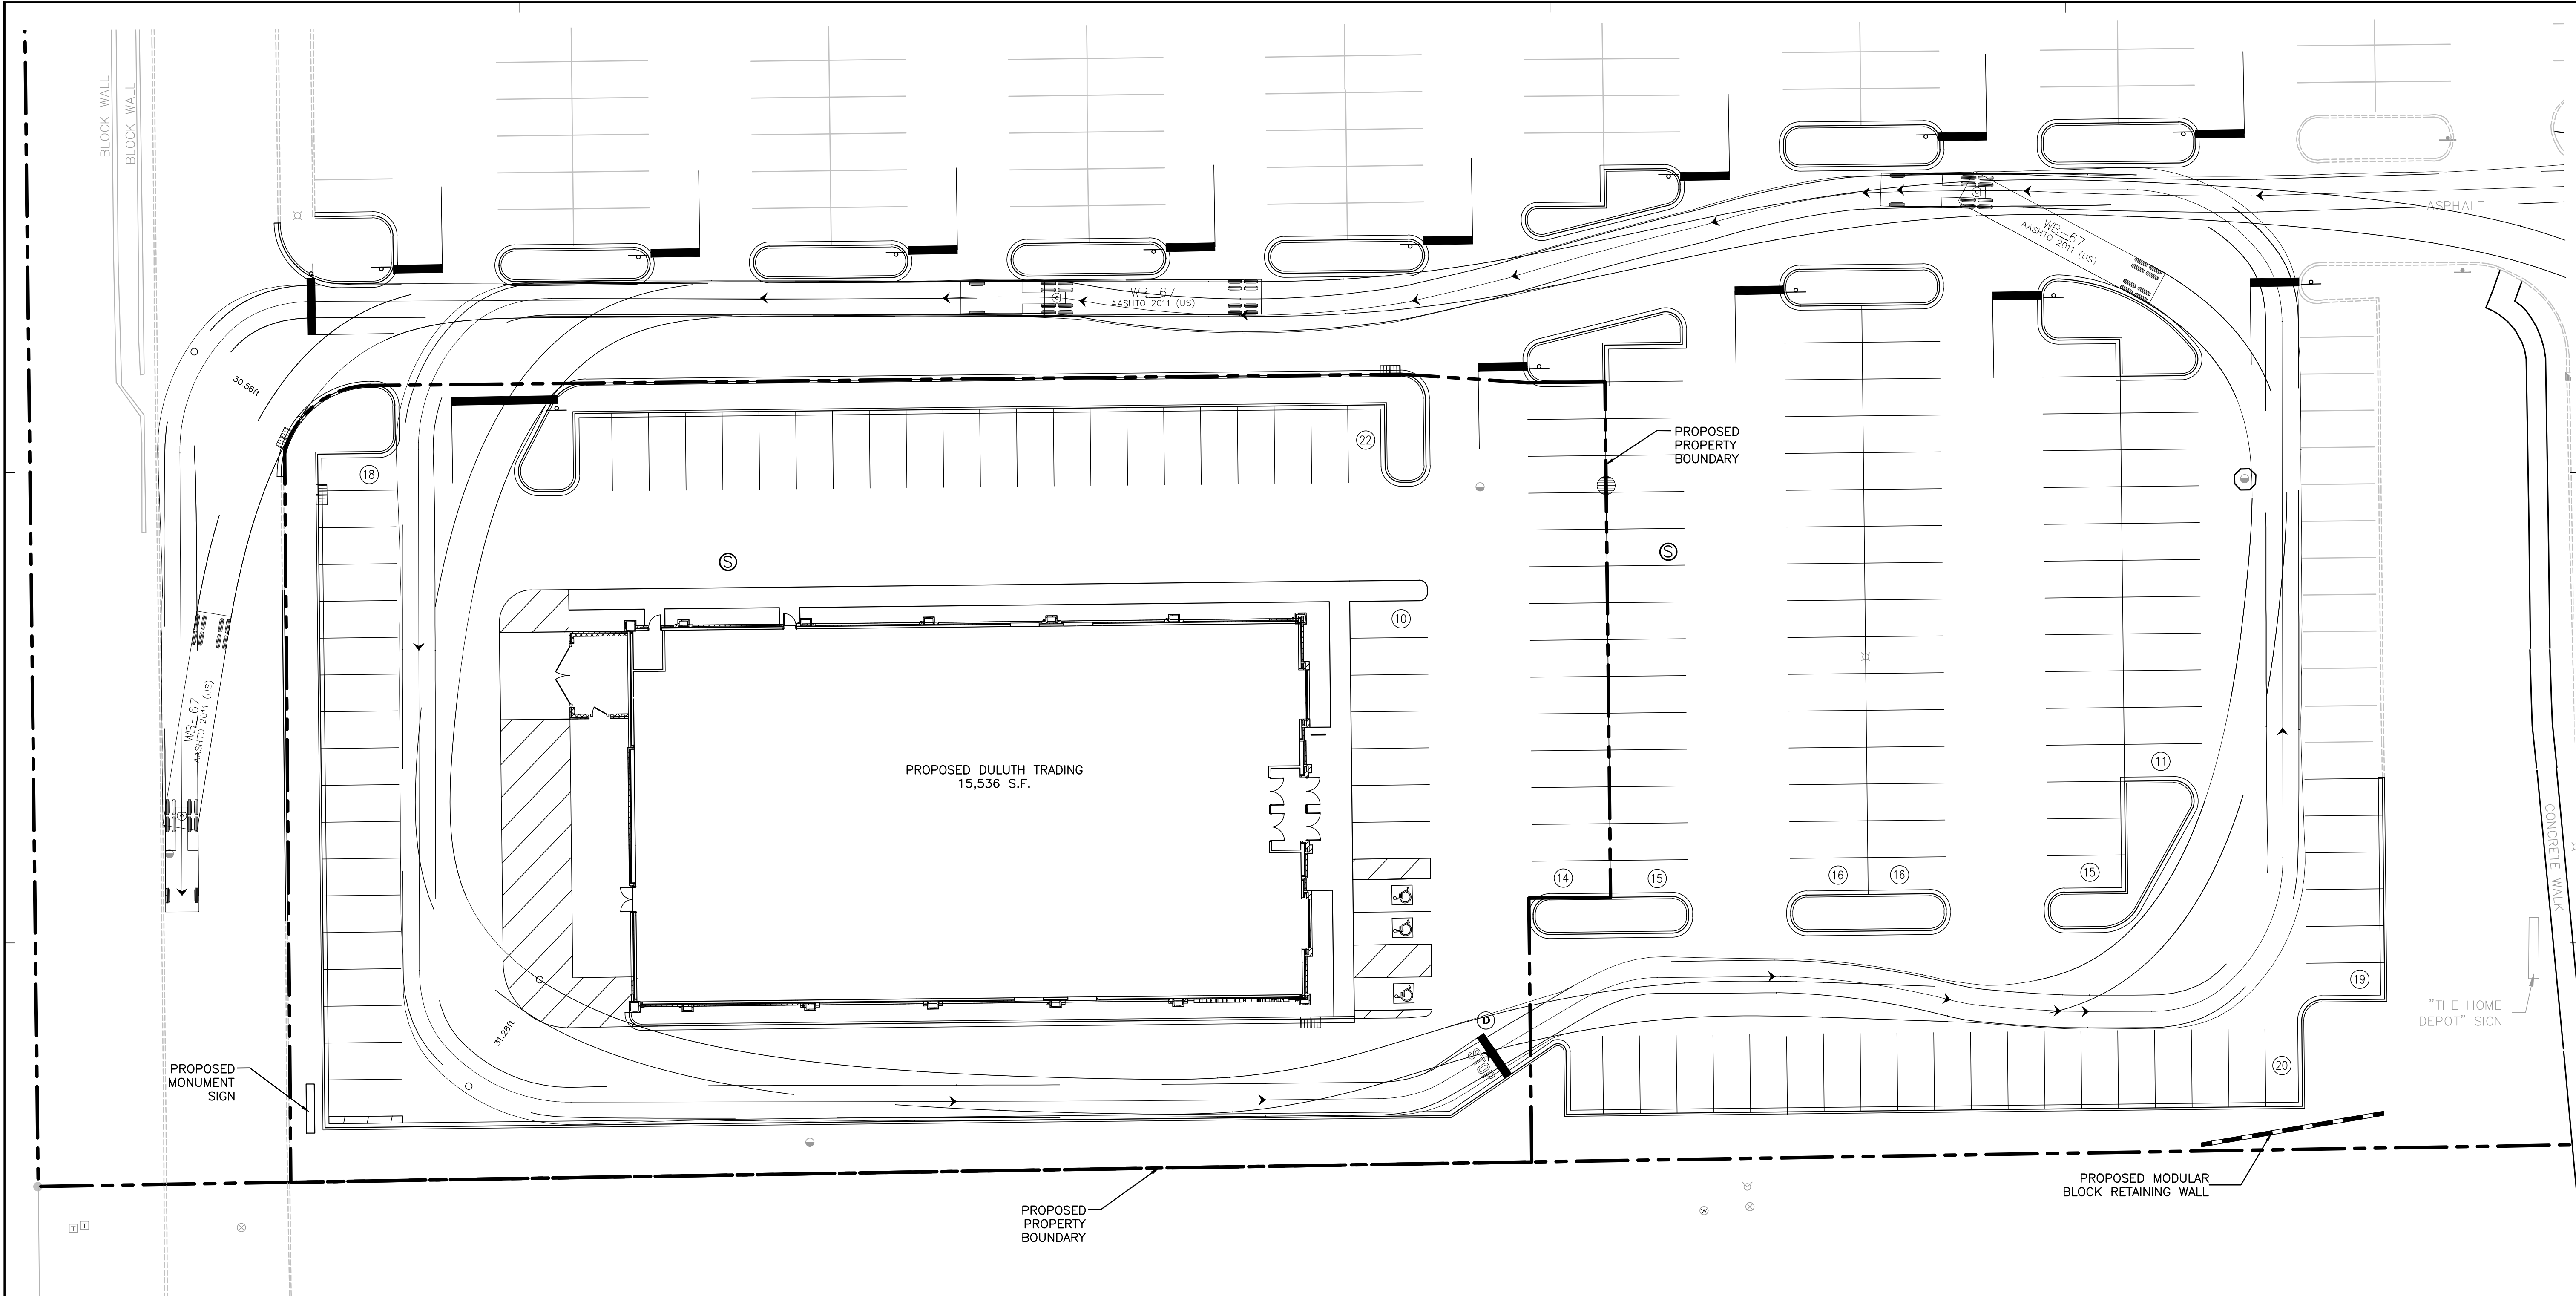 BLOCK WALL
BLOCK WALL
WB-67
AASHTO 2011 (US)
ASPHALT
WB-67
AASHTO 2011 (US)
30.56ft
22
PROPOSED
PROPERTY
BOUNDARY
18
S
S
10
WB-67
AASHTO 2011 (US)
PROPOSED DULUTH TRADING
15,536 S.F.
11
CONCRETE WALK
14
15
16
16
15
19
"THE HOME
DEPOT" SIGN
31.28ft
D
STOP
20
PROPOSED
MONUMENT
SIGN
PROPOSED MODULAR
BLOCK RETAINING WALL
PROPOSED
PROPERTY
BOUNDARY
T T
W